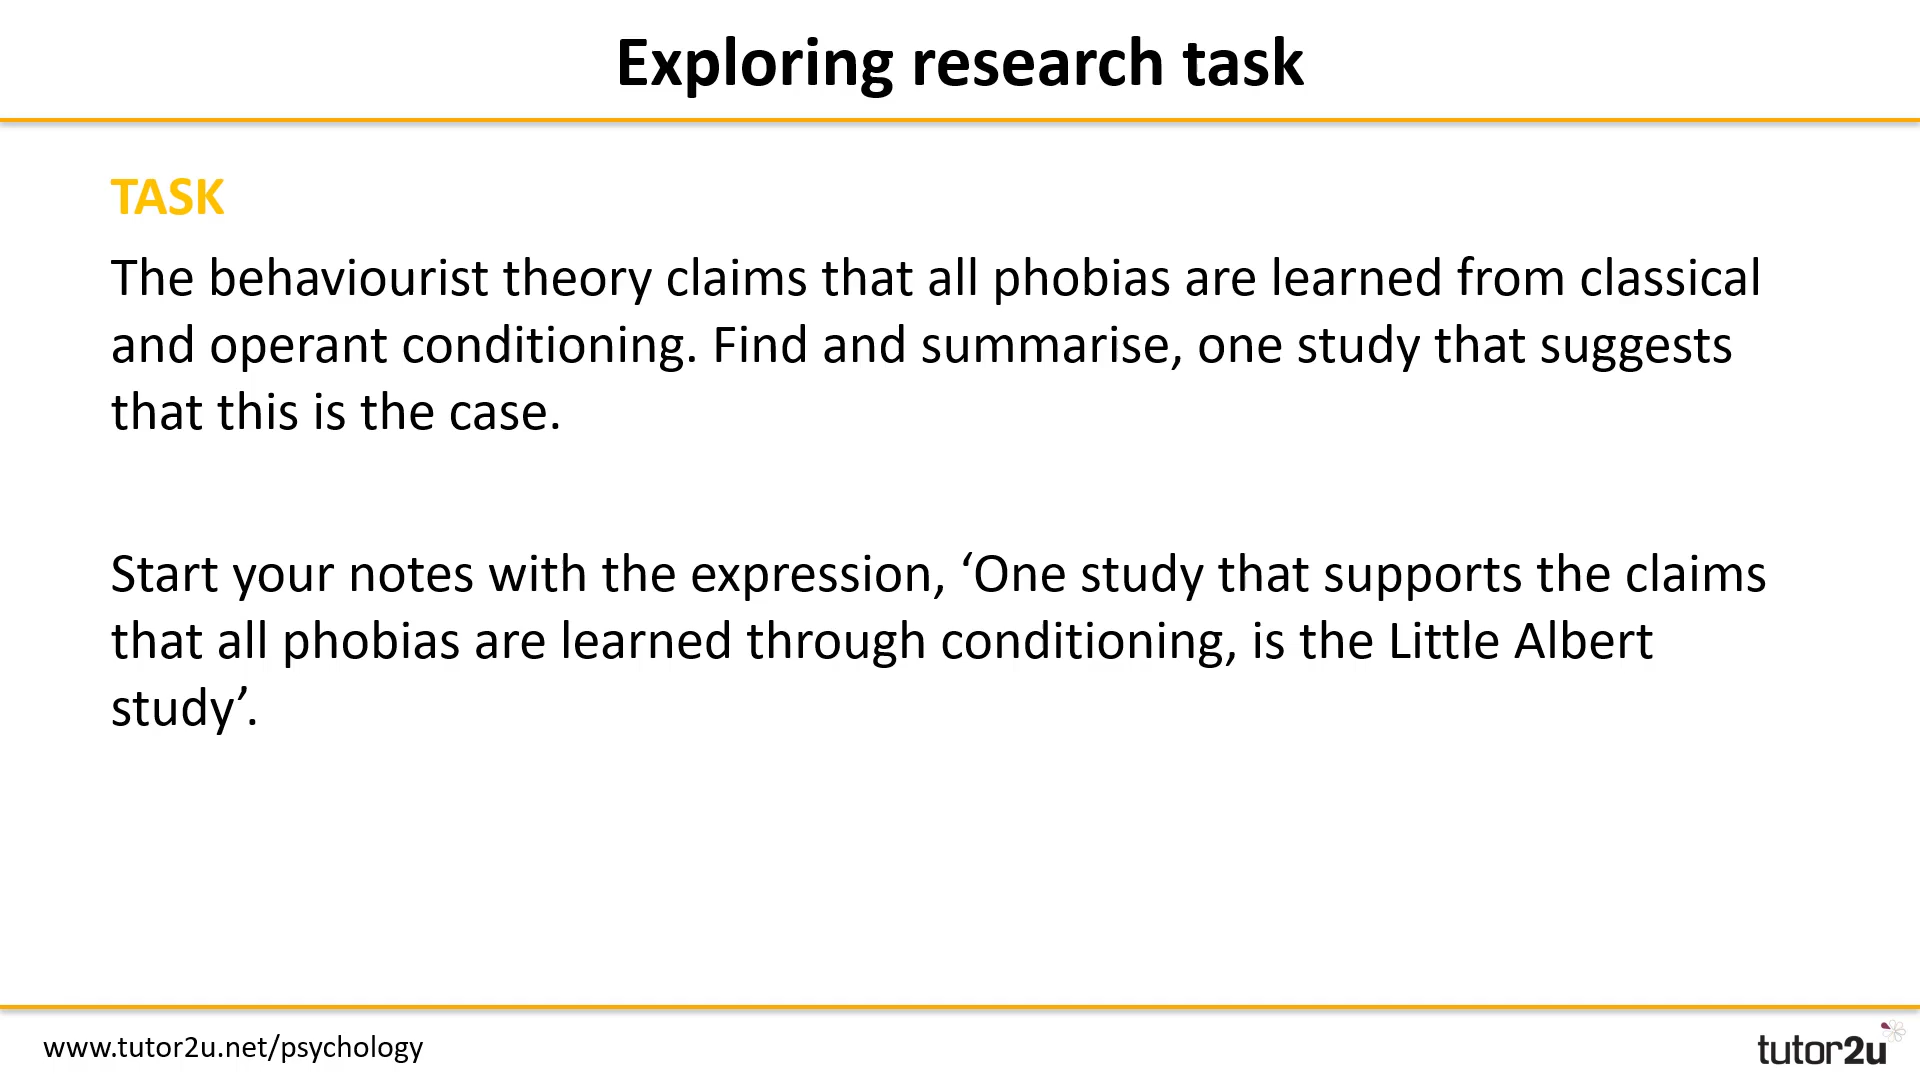 Exploring research task
TASK
The behaviourist theory claims that all phobias are learned from classical
and operant conditioning. Find and summarise, one study that suggests
that this is the case.
Start your notes with the expression, ‘One study that supports the claims
that all phobias are learned through conditioning, is the Little Albert
study’.
www.tutor2u.net/psychology
tutor2u